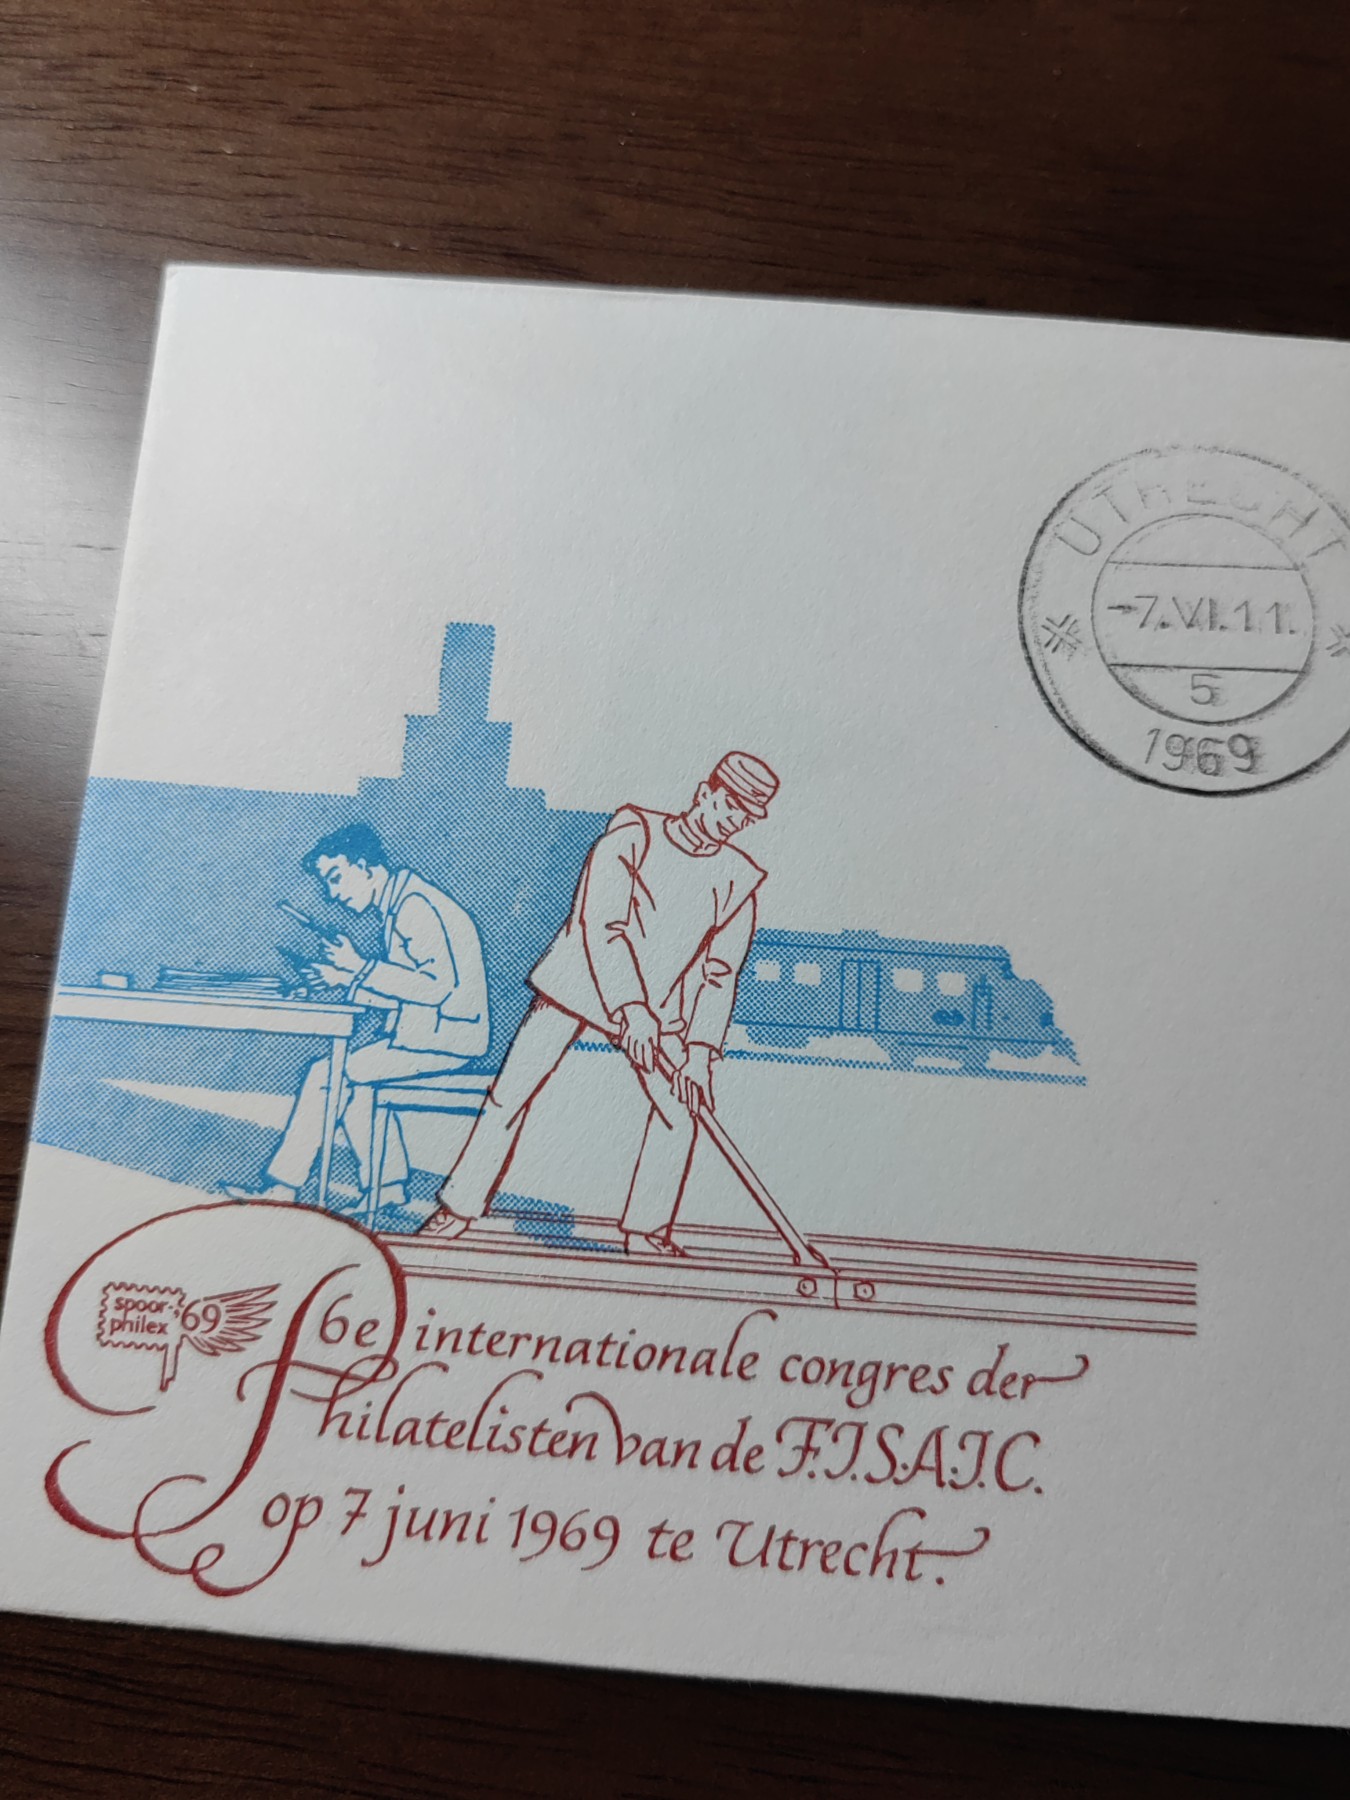 UTRECHT
-7.VI.11.
5
1969
spoor-
philex '69
6e internationale congres der
Philatelisten van de F.I.S.A.I.C.
op 7 juni 1969 te Utrecht.